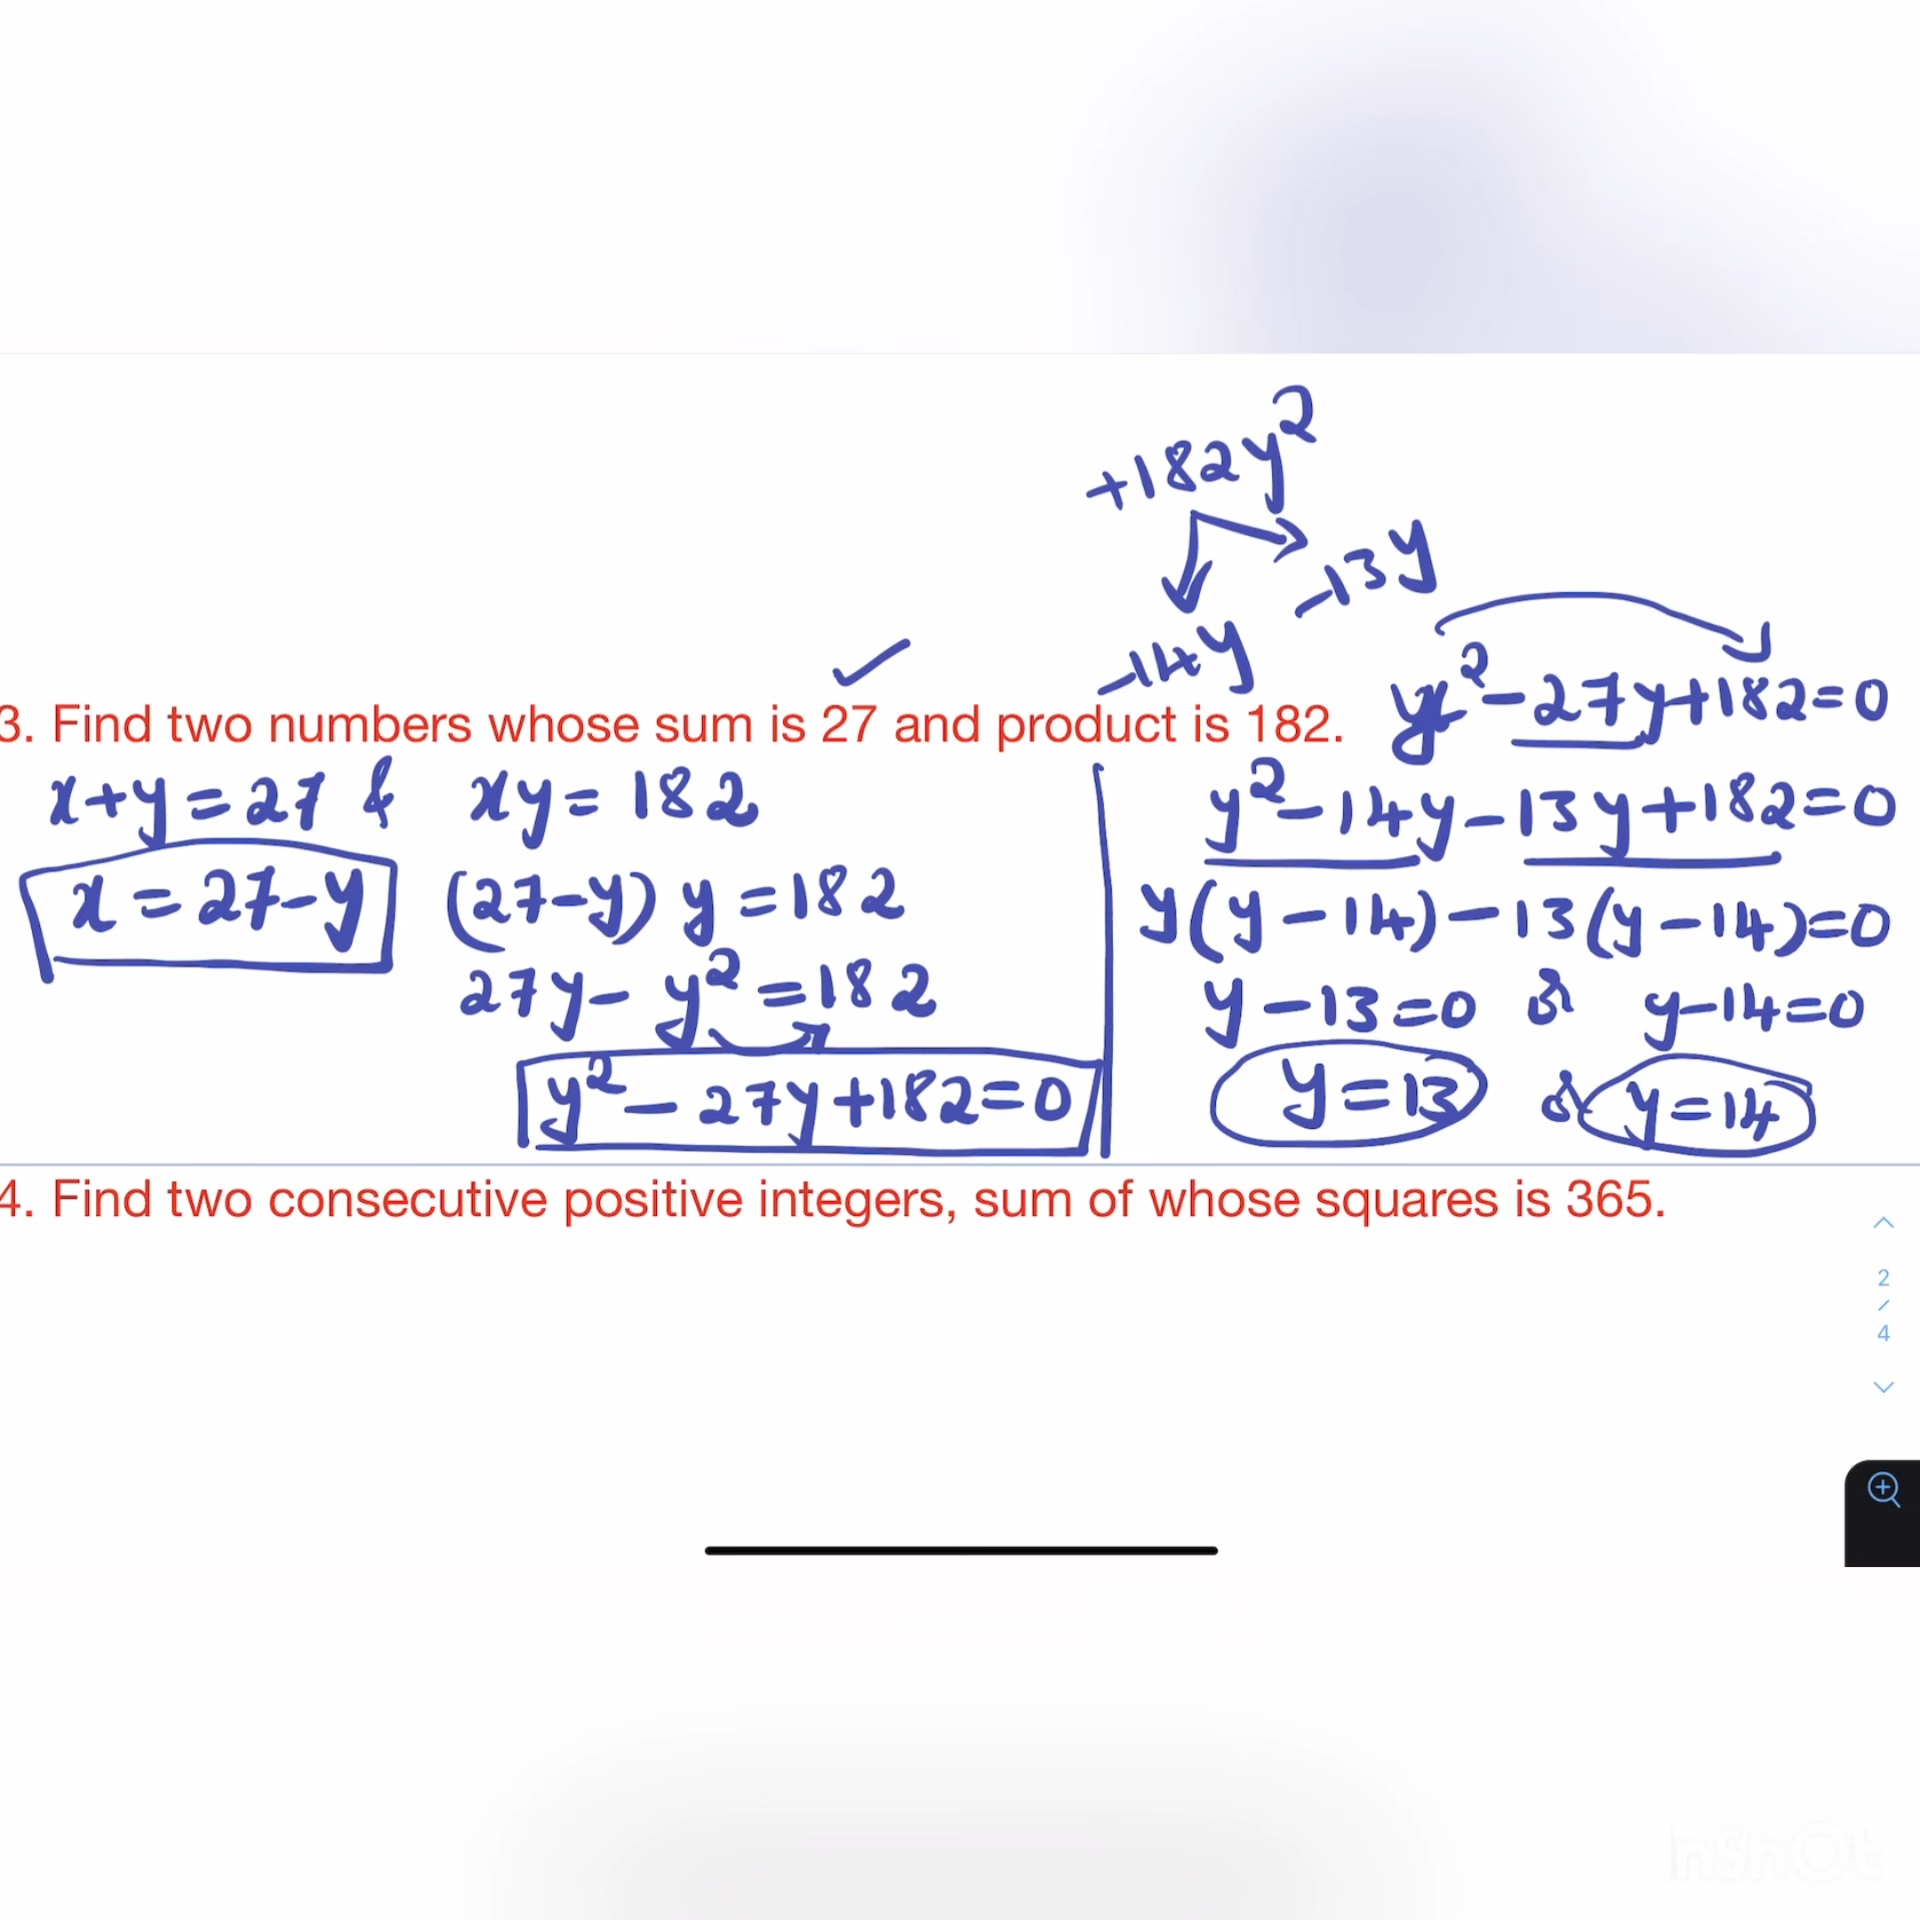 +182y²
-13y
-14y
y²-27y+182=0
3. Find two numbers whose sum is 27 and product is 182.
x+y=27 & xy=182
x=27-y
(27-y)y=182
27y-y²=182
y²-27y+182=0
y²-14y-13y+182=0
y(y-14)-13(y-14)=0
y-13=0 & y-14=0
y=13 & y=14
4. Find two consecutive positive integers, sum of whose squares is 365.
2
/
4
InShOt